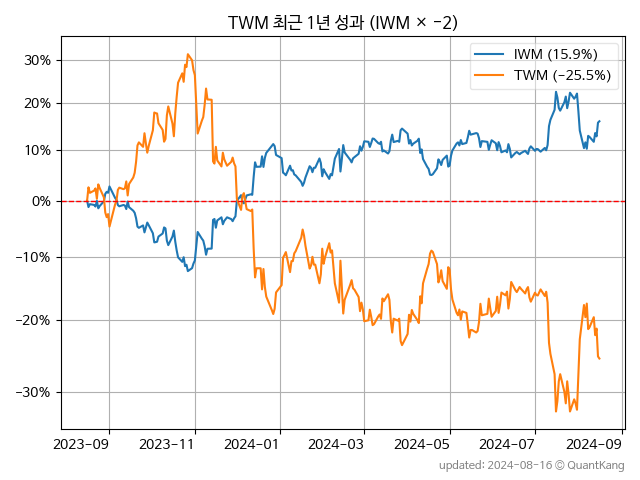 TWM 최근 1년 성과 (IWM × −2)
IWM (15.9%)
TWM (−25.5%)
30%
20%
10%
0%
−10%
−20%
−30%
2023−09 2023−11 2024−01 2024−03 2024−05 2024−07 2024−09
updated: 2024−08−16 © QuantKang